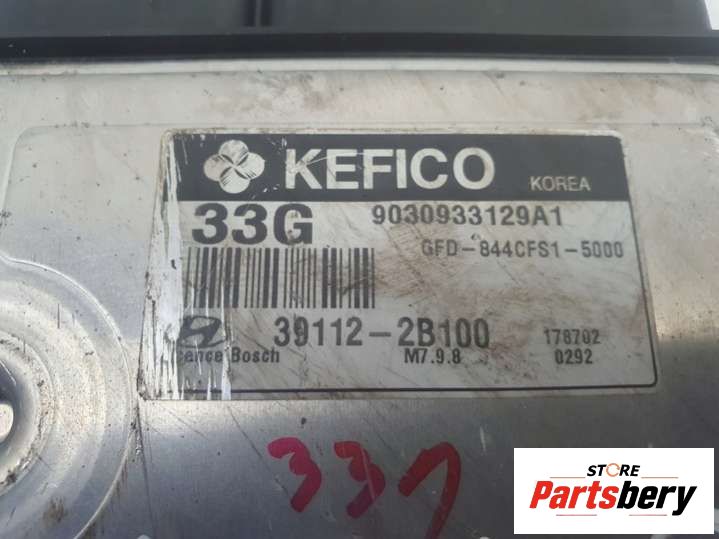 KEFICO KOREA
33G 9030933129A1
GFD-844CFS1-5000
39112-2B100 178702
Bosch M7.9.8 0292
337
STORE
Partsbery